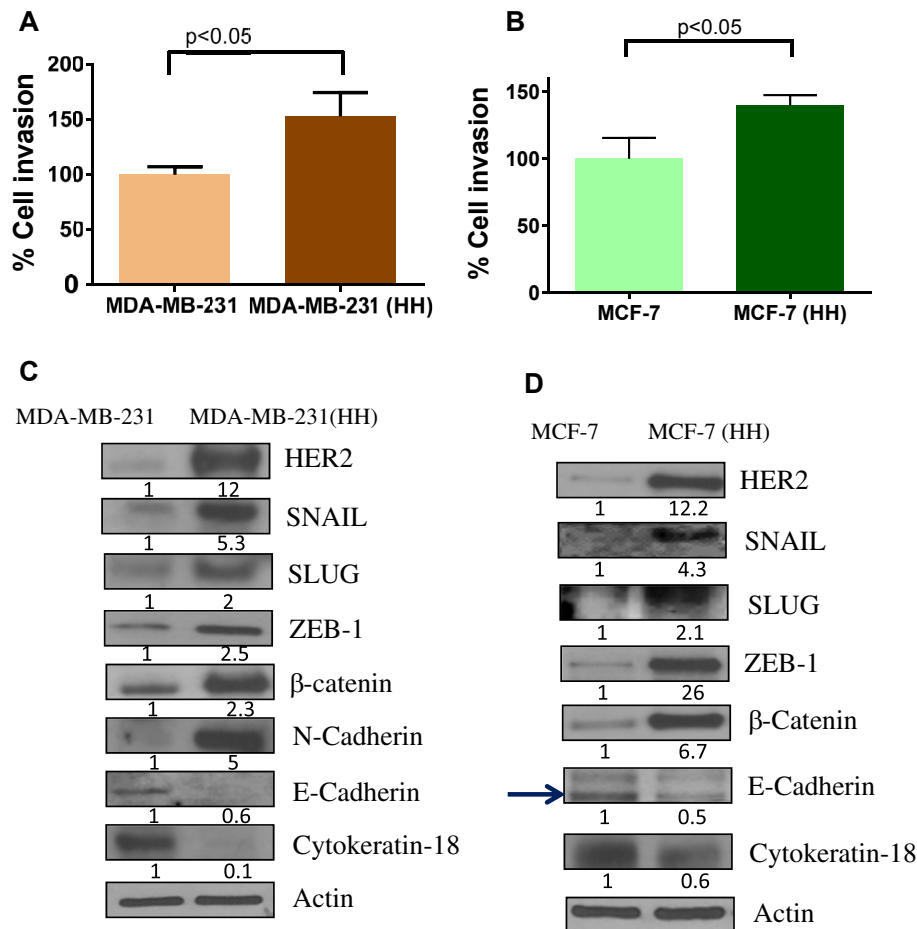 A
p<0.05
% Cell invasion
200
150
100
50
0
MDA-MB-231 MDA-MB-231 (HH)
B
p<0.05
% Cell invasion
150
100
50
0
MCF-7 MCF-7 (HH)
C
MDA-MB-231 MDA-MB-231(HH)
HER2
1 12
SNAIL
1 5.3
SLUG
1 2
ZEB-1
1 2.5
β-catenin
1 2.3
N-Cadherin
1 5
E-Cadherin
1 0.6
Cytokeratin-18
1 0.1
Actin
D
MCF-7 MCF-7 (HH)
HER2
1 12.2
SNAIL
1 4.3
SLUG
1 2.1
ZEB-1
1 26
β-Catenin
1 6.7
E-Cadherin
1 0.5
Cytokeratin-18
1 0.6
Actin